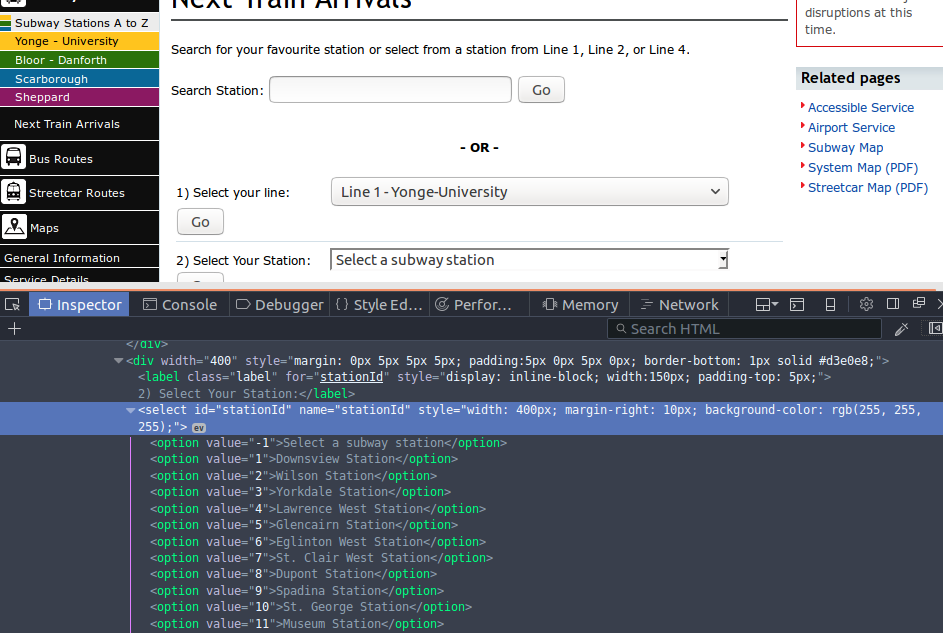 Next Train Arrivals
disruptions at this
time.
Subway Stations A to Z
Yonge - University
Bloor - Danforth
Scarborough
Sheppard
Next Train Arrivals
Bus Routes
Streetcar Routes
Maps
General Information
Service Details
Search for your favourite station or select from a station from Line 1, Line 2, or Line 4.
Search Station:
Go
- OR -
1) Select your line:
Line 1 - Yonge-University
Go
2) Select Your Station:
Select a subway station
Related pages
Accessible Service
Airport Service
Subway Map
System Map (PDF)
Streetcar Map (PDF)
Inspector
Console
Debugger
{ } Style Ed...
Perfor...
Memory
Network
Search HTML
</div>
<div width="400" style="margin: 0px 5px 5px 5px; padding:5px 0px 5px 0px; border-bottom: 1px solid #d3e0e8;">
<label class="label" for="stationId" style="display: inline-block; width:150px; padding-top: 5px;">
2) Select Your Station:</label>
<select id="stationId" name="stationId" style="width: 400px; margin-right: 10px; background-color: rgb(255, 255,
255);"> ev
<option value="-1">Select a subway station</option>
<option value="1">Downsview Station</option>
<option value="2">Wilson Station</option>
<option value="3">Yorkdale Station</option>
<option value="4">Lawrence West Station</option>
<option value="5">Glencairn Station</option>
<option value="6">Eglinton West Station</option>
<option value="7">St. Clair West Station</option>
<option value="8">Dupont Station</option>
<option value="9">Spadina Station</option>
<option value="10">St. George Station</option>
<option value="11">Museum Station</option>